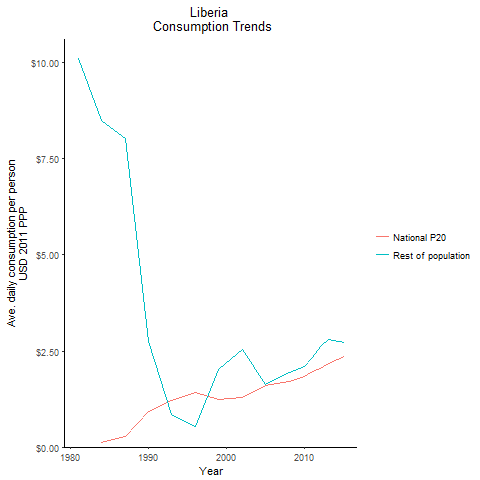 Liberia
Consumption Trends
$10.00
$7.50
$5.00
$2.50
$0.00
Ave. daily consumption per person
USD 2011 PPP
1980
1990
2000
2010
Year
National P20
Rest of population